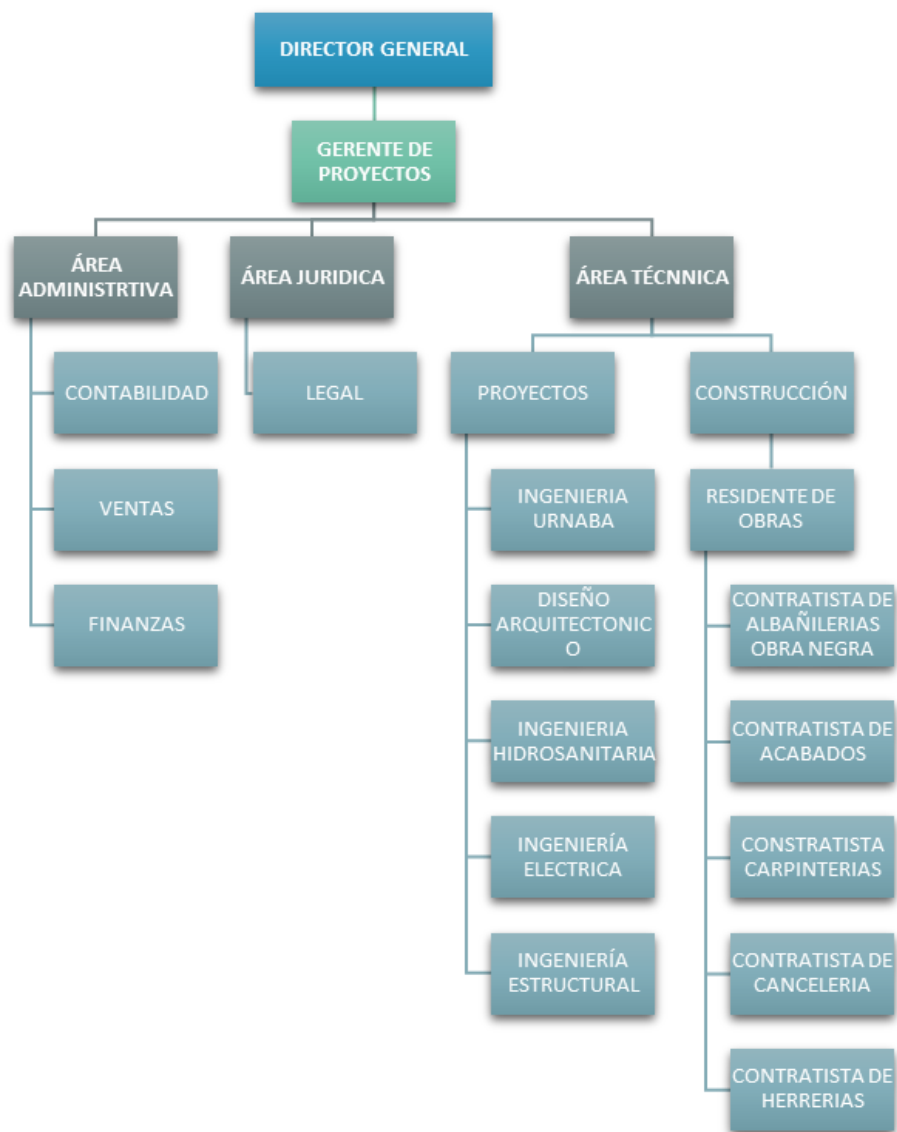 DIRECTOR GENERAL
GERENTE DE
PROYECTOS
ÁREA
ADMINISTRTIVA
ÁREA JURIDICA
ÁREA TÉCNNICA
CONTABILIDAD
LEGAL
PROYECTOS
CONSTRUCCIÓN
VENTAS
INGENIERIA
URNABA
RESIDENTE DE
OBRAS
FINANZAS
DISEÑO
ARQUITECTONIC
O
CONTRATISTA DE
ALBAÑILERIAS
OBRA NEGRA
INGENIERIA
HIDROSANITARIA
CONTRATISTA DE
ACABADOS
INGENIERÍA
ELECTRICA
CONSTRATISTA
CARPINTERIAS
INGENIERÍA
ESTRUCTURAL
CONTRATISTA DE
CANCELERIA
CONTRATISTA DE
HERRERIAS